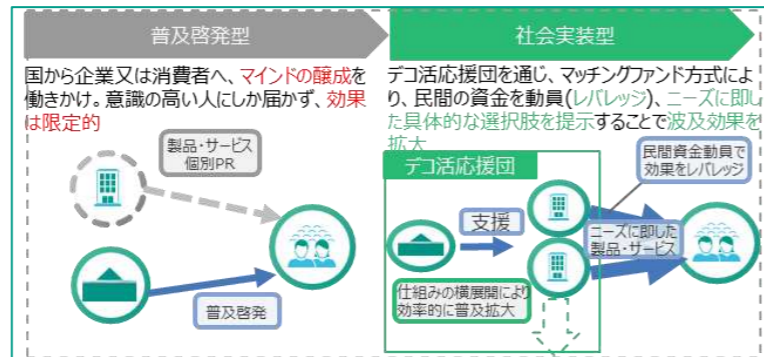 普及啓発型
国から企業又は消費者へ、マインドの醸成を
働きかけ。意識の高い人にしか届かず、効果
は限定的
製品・サービス
個別PR
普及啓発
社会実装型
デコ活応援団を通じ、マッチングファンド方式によ
り、民間の資金を動員(レバレッジ)、ニーズに即し
た具体的な選択肢を提示することで波及効果を
拡大
デコ活応援団
民間資金動員で
効果をレバレッジ
支援
ニーズに即した
製品・サービス
仕組みの横展開により
効率的に普及拡大